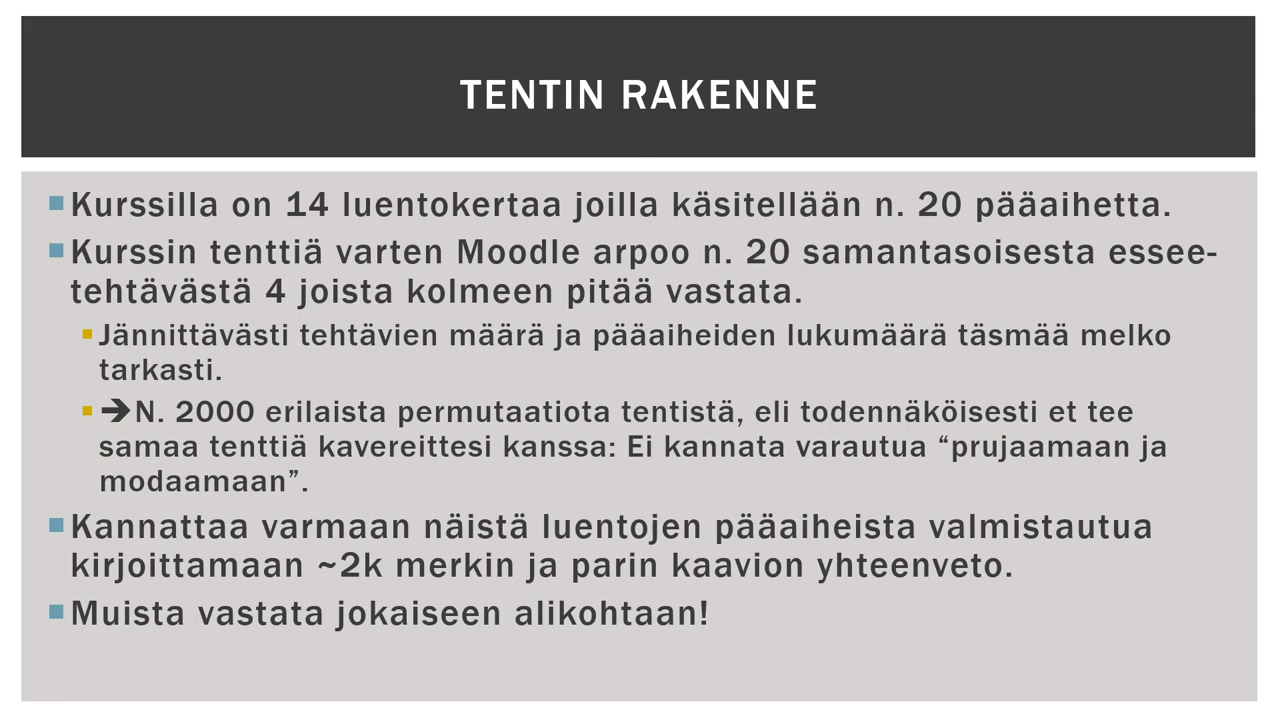 TENTIN RAKENNE
Kurssilla on 14 luentokertaa joilla käsitellään n. 20 pääaihetta.
Kurssin tenttiä varten Moodle arpoo n. 20 samantasoisesta essee-
tehtävästä 4 joista kolmeen pitää vastata.
Jännittävästi tehtävien määrä ja pääaiheiden lukumäärä täsmää melko
tarkasti.
➔N. 2000 erilaista permutaatiota tentistä, eli todennäköisesti et tee
samaa tenttiä kavereittesi kanssa: Ei kannata varautua “prujaamaan ja
modaamaan”.
Kannattaa varmaan näistä luentojen pääaiheista valmistautua
kirjoittamaan ~2k merkin ja parin kaavion yhteenveto.
Muista vastata jokaiseen alikohtaan!